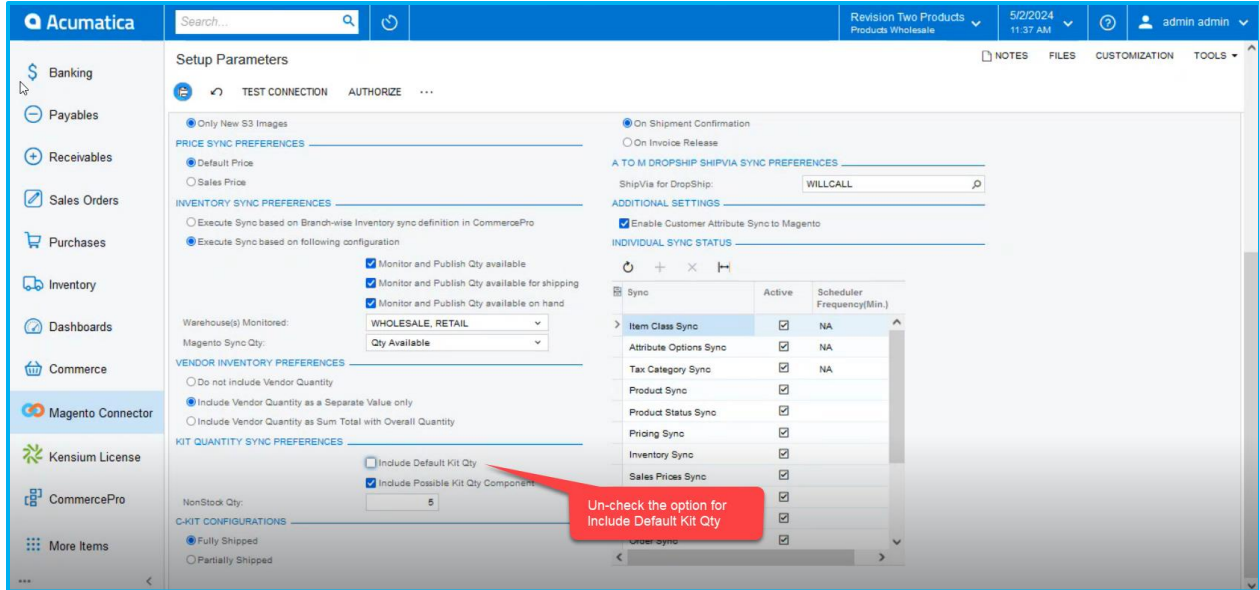 Acumatica
Search...
Revision Two Products
Products Wholesale
5/2/2024
11:37 AM
admin admin
Banking
Payables
Receivables
Sales Orders
Purchases
Inventory
Dashboards
Commerce
Magento Connector
Kensium License
CommercePro
More Items
Setup Parameters
NOTES FILES CUSTOMIZATION TOOLS
TEST CONNECTION AUTHORIZE ...
Only New S3 Images
PRICE SYNC PREFERENCES
Default Price
Sales Price
INVENTORY SYNC PREFERENCES
Execute Sync based on Branch-wise Inventory sync definition in CommercePro
Execute Sync based on following configuration
Monitor and Publish Qty available
Monitor and Publish Qty available for shipping
Monitor and Publish Qty available on hand
Warehouse(s) Monitored: WHOLESALE, RETAIL
Magento Sync Qty: Qty Available
VENDOR INVENTORY PREFERENCES
Do not include Vendor Quantity
Include Vendor Quantity as a Separate Value only
Include Vendor Quantity as Sum Total with Overall Quantity
KIT QUANTITY SYNC PREFERENCES
Include Default Kit Qty
Include Possible Kit Qty Component
NonStock Qty: 5
C-KIT CONFIGURATIONS
Fully Shipped
Partially Shipped
On Shipment Confirmation
On Invoice Release
A TO M DROPSHIP SHIPVIA SYNC PREFERENCES
ShipVia for DropShip: WILLCALL
ADDITIONAL SETTINGS
Enable Customer Attribute Sync to Magento
INDIVIDUAL SYNC STATUS
Sync Active Scheduler
Frequency(Min.)
Item Class Sync NA
Attribute Options Sync NA
Tax Category Sync NA
Product Sync
Product Status Sync
Pricing Sync
Inventory Sync
Sales Prices Sync
Order Sync
Un-check the option for
Include Default Kit Qty